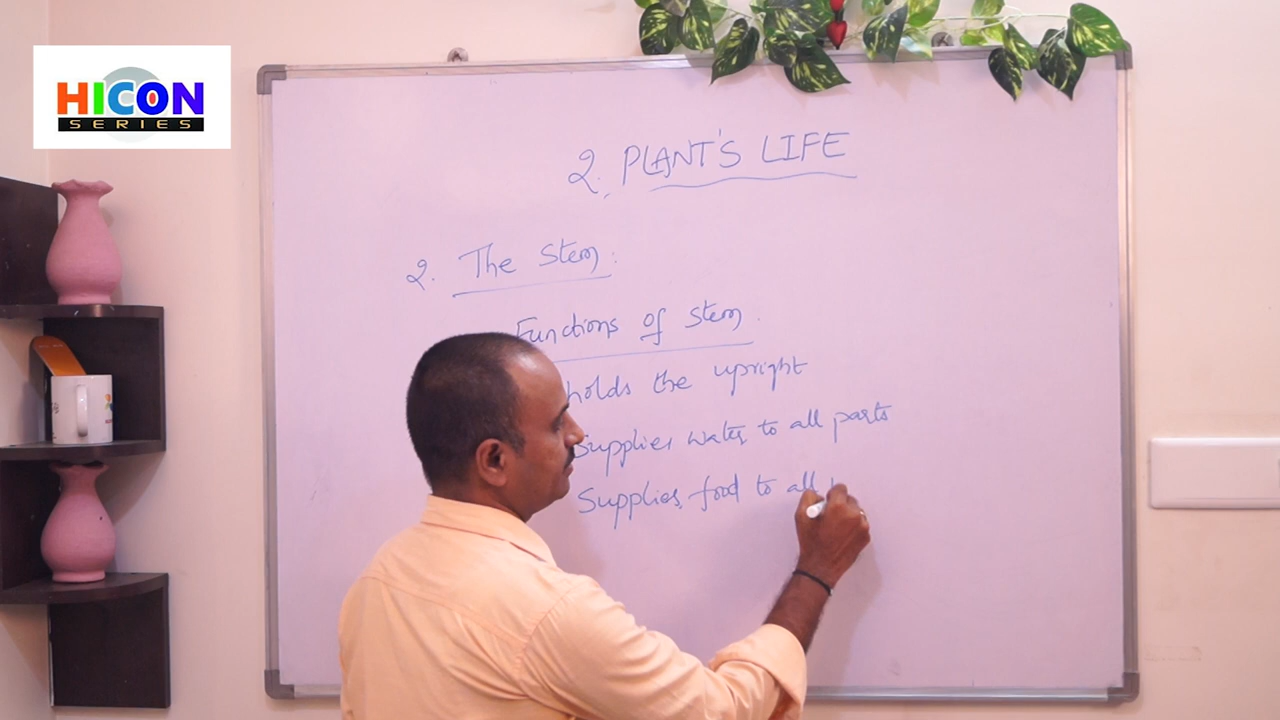 HICON
SERIES
2. PLANT'S LIFE
2. The Stem:
Functions of Stem.
holds the upright
Supplies water to all parts
Supplies food to all